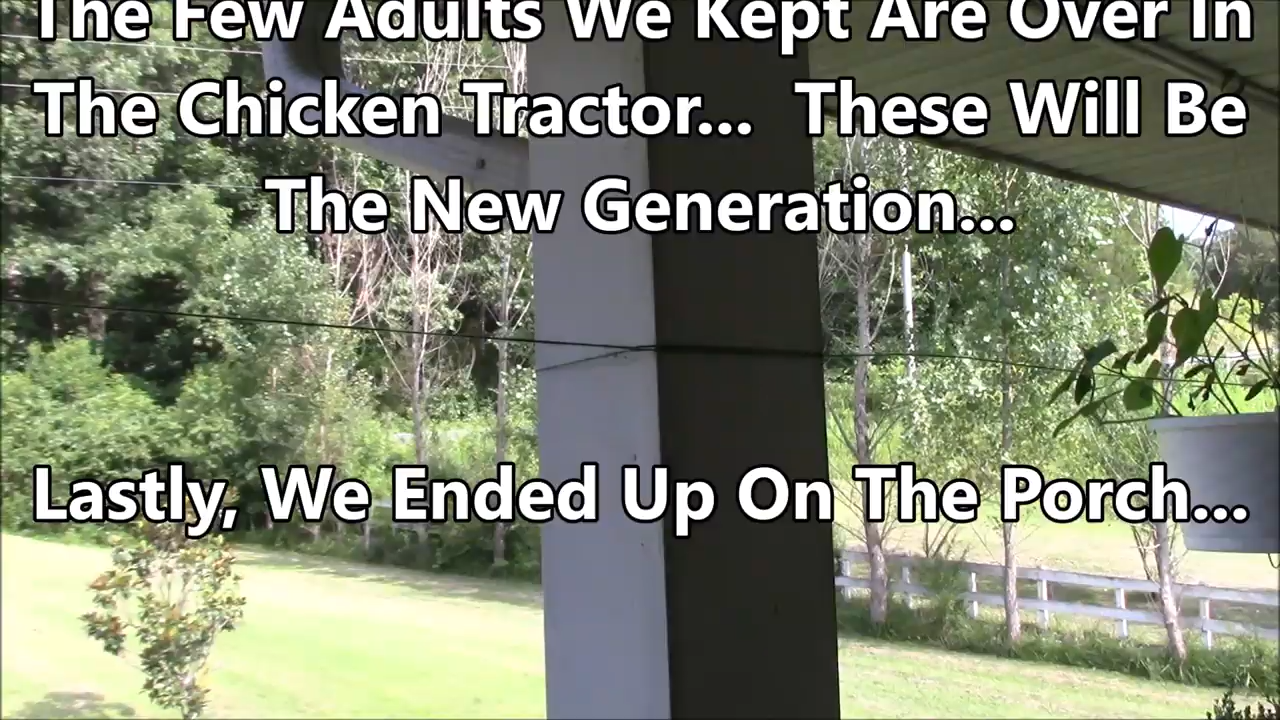 The Few Adults We Kept Are Over In
The Chicken Tractor... These Will Be
The New Generation...
Lastly, We Ended Up On The Porch...